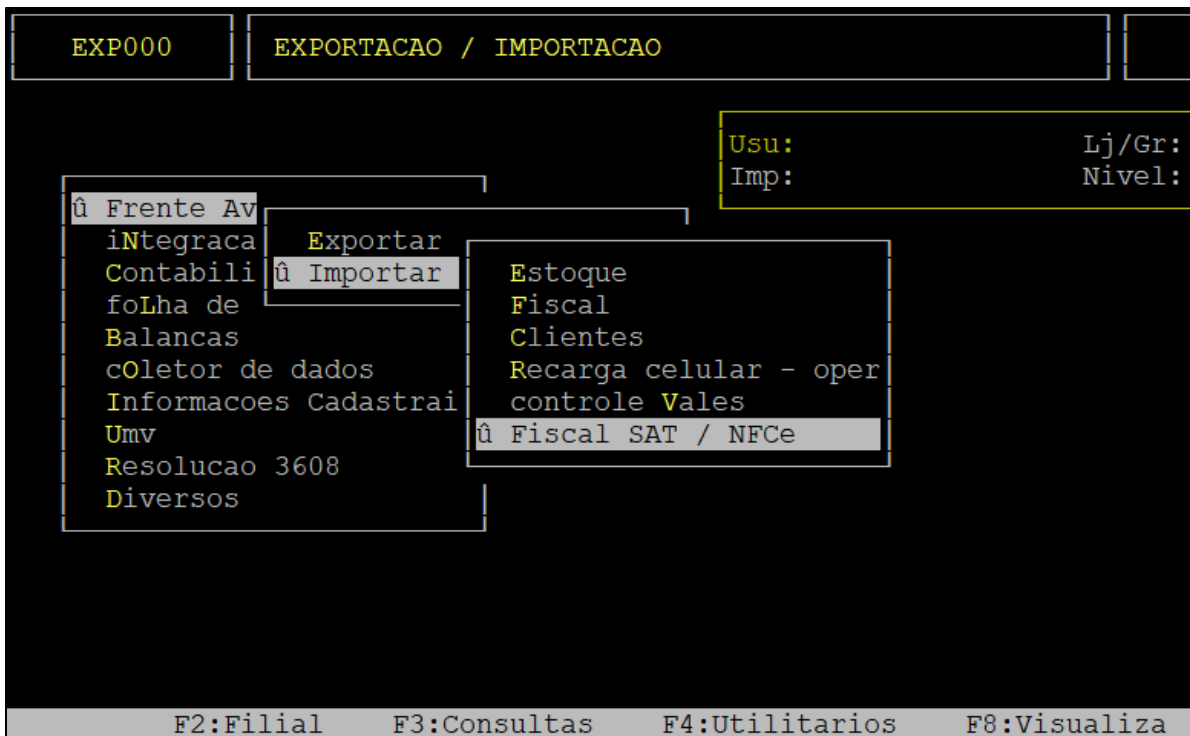 EXP000 EXPORTACAO / IMPORTACAO
Usu: Lj/Gr:
Imp: Nivel:
û Frente Av
iNtegraca Exportar
Contabili û Importar Estoque
foLha de Fiscal
Balancas Clientes
cOletor de dados Recarga celular - oper
Informacoes Cadastrai controle Vales
Umv û Fiscal SAT / NFCe
Resolucao 3608
Diversos
F2:Filial F3:Consultas F4:Utilitarios F8:Visualiza